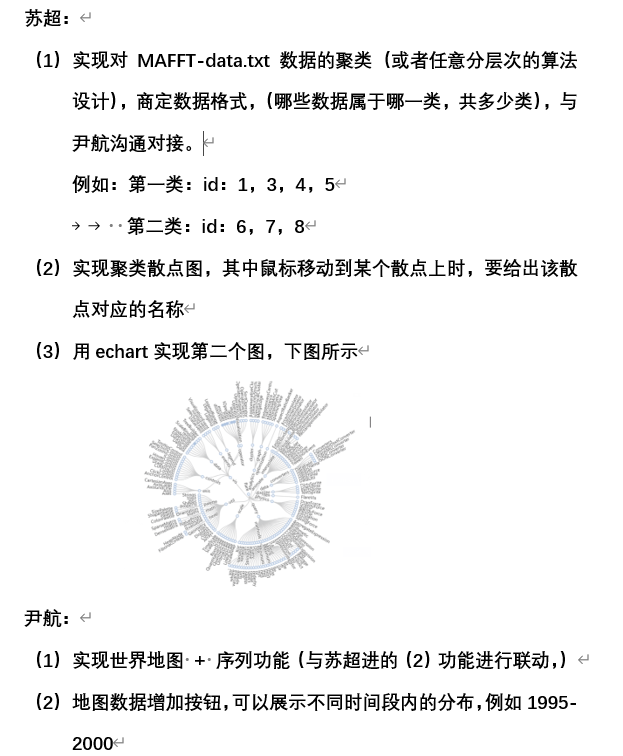 苏超：
（1）实现对 MAFFT-data.txt 数据的聚类（或者任意分层次的算法
设计），商定数据格式，（哪些数据属于哪一类，共多少类），与
尹航沟通对接。
例如：第一类：id：1，3，4，5
第二类：id：6，7，8
（2）实现聚类散点图，其中鼠标移动到某个散点上时，要给出该散
点对应的名称
（3）用 echart 实现第二个图，下图所示
尹航：
（1）实现世界地图 + 序列功能（与苏超进的（2）功能进行联动，）
（2）地图数据增加按钮，可以展示不同时间段内的分布，例如 1995-
2000